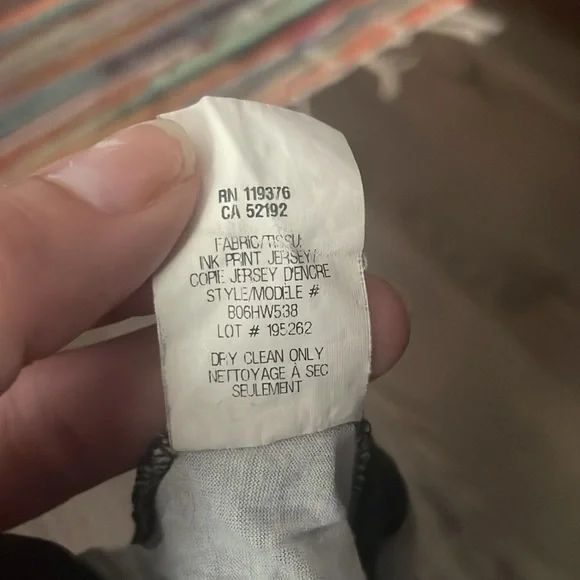 RN 119376
CA 52192
FABRIC/TISSU:
INK PRINT JERSEY/
COPIE JERSEY D'ENCRE
STYLE/MODÈLE #
B06HW538
LOT # 195262
DRY CLEAN ONLY
NETTOYAGE À SEC
SEULEMENT